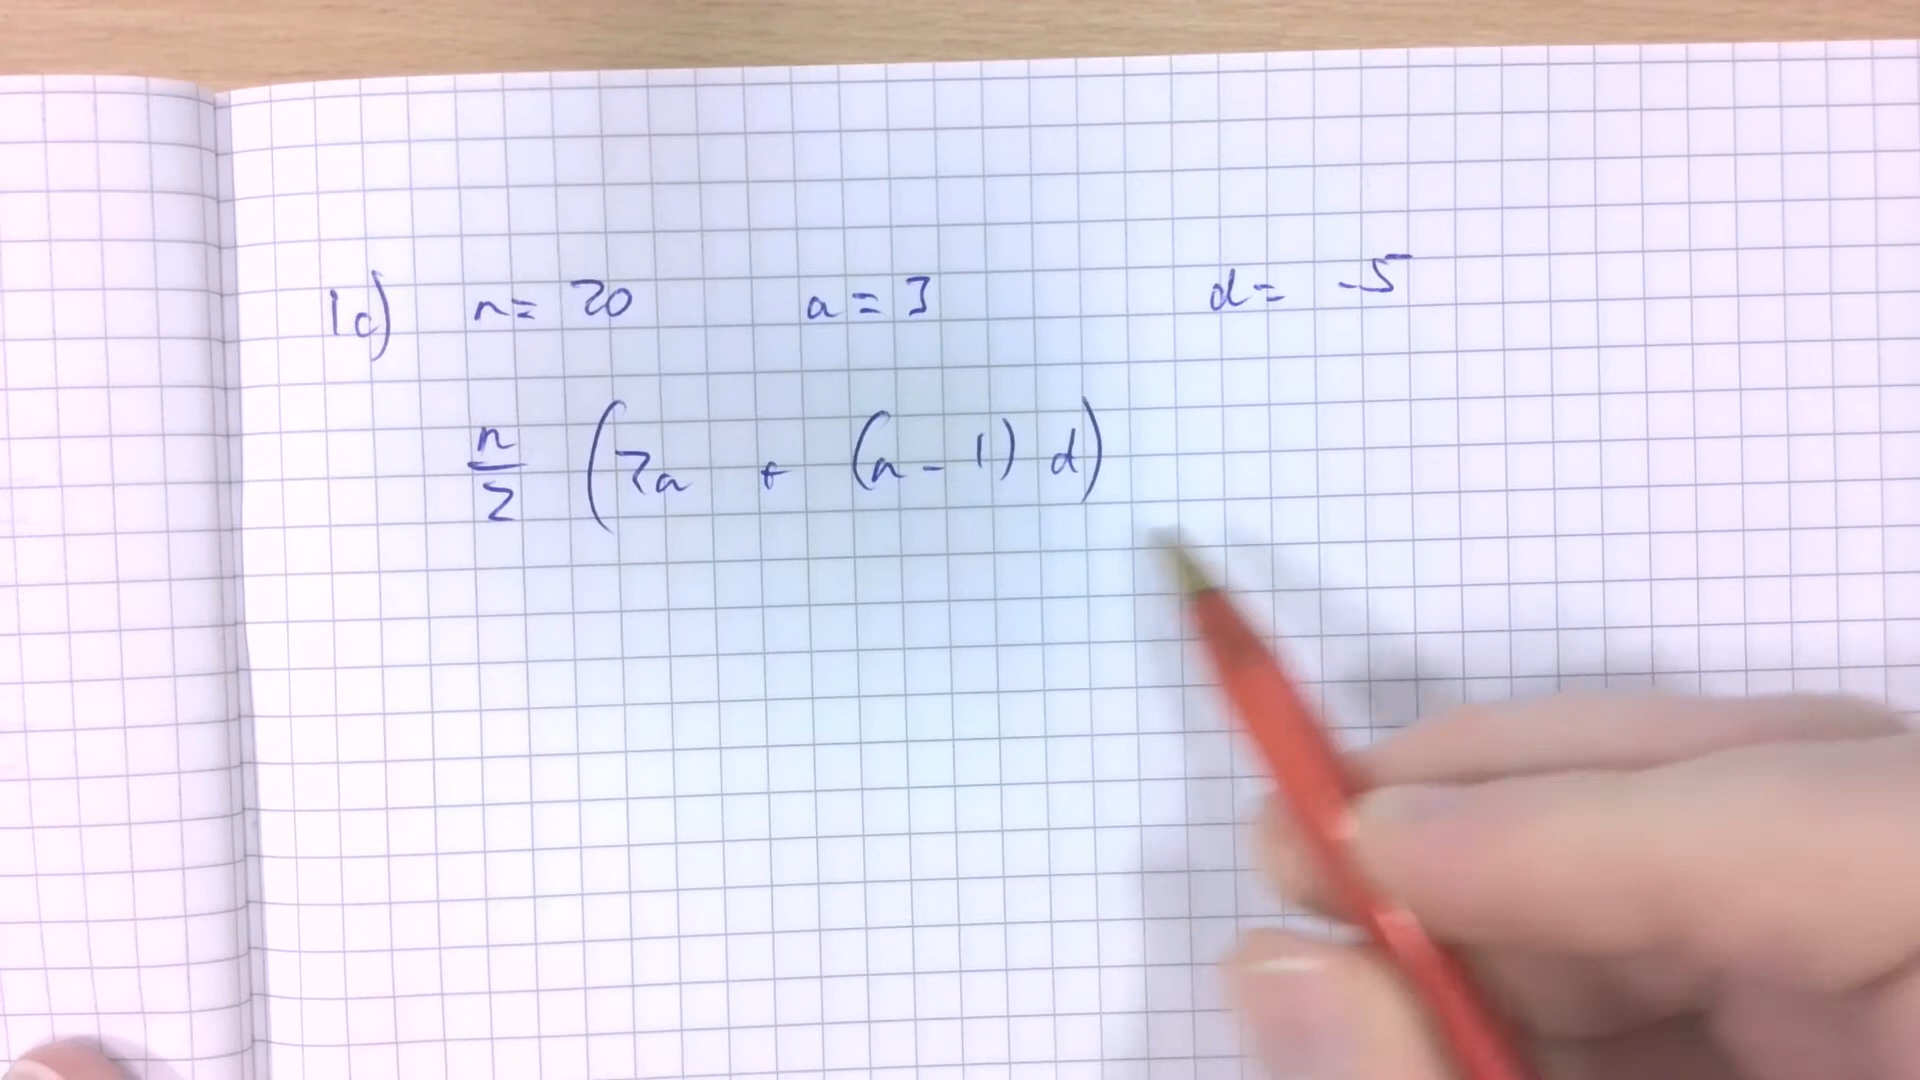 1c) n = 20 a = 3 d = -5
n/2 (2a + (n - 1) d)